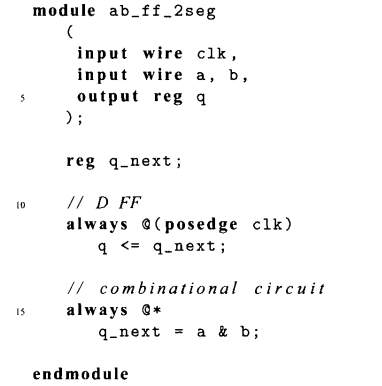 module ab_ff_2seg
(
input wire clk,
input wire a, b,
5 output reg q
);
reg q_next;
10 // D FF
always @(posedge clk)
q <= q_next;
// combinational circuit
15 always @*
q_next = a & b;
endmodule